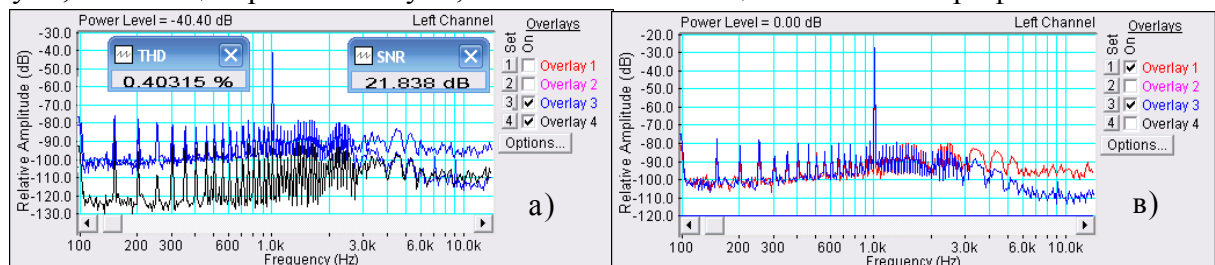 Power Level = -40.40 dB Left Channel
Overlays
Set
On
1 Overlay 1
2 Overlay 2
3 Overlay 3
4 Overlay 4
Options...
THD
0.40315 %
SNR
21.838 dB
Relative Amplitude (dB)
-30.0
-40.0
-50.0
-60.0
-70.0
-80.0
-90.0
-100.0
-110.0
-120.0
-130.0
100 200 300 600 1.0k 3.0k 6.0k 10.0k
Frequency (Hz)
а)
Power Level = 0.00 dB Left Channel
Overlays
Set
On
1 Overlay 1
2 Overlay 2
3 Overlay 3
4 Overlay 4
Options...
Relative Amplitude (dB)
-20.0
-30.0
-40.0
-50.0
-60.0
-70.0
-80.0
-90.0
-100.0
-110.0
-120.0
100 200 300 600 1.0k 3.0k 6.0k 10.0k
Frequency (Hz)
в)